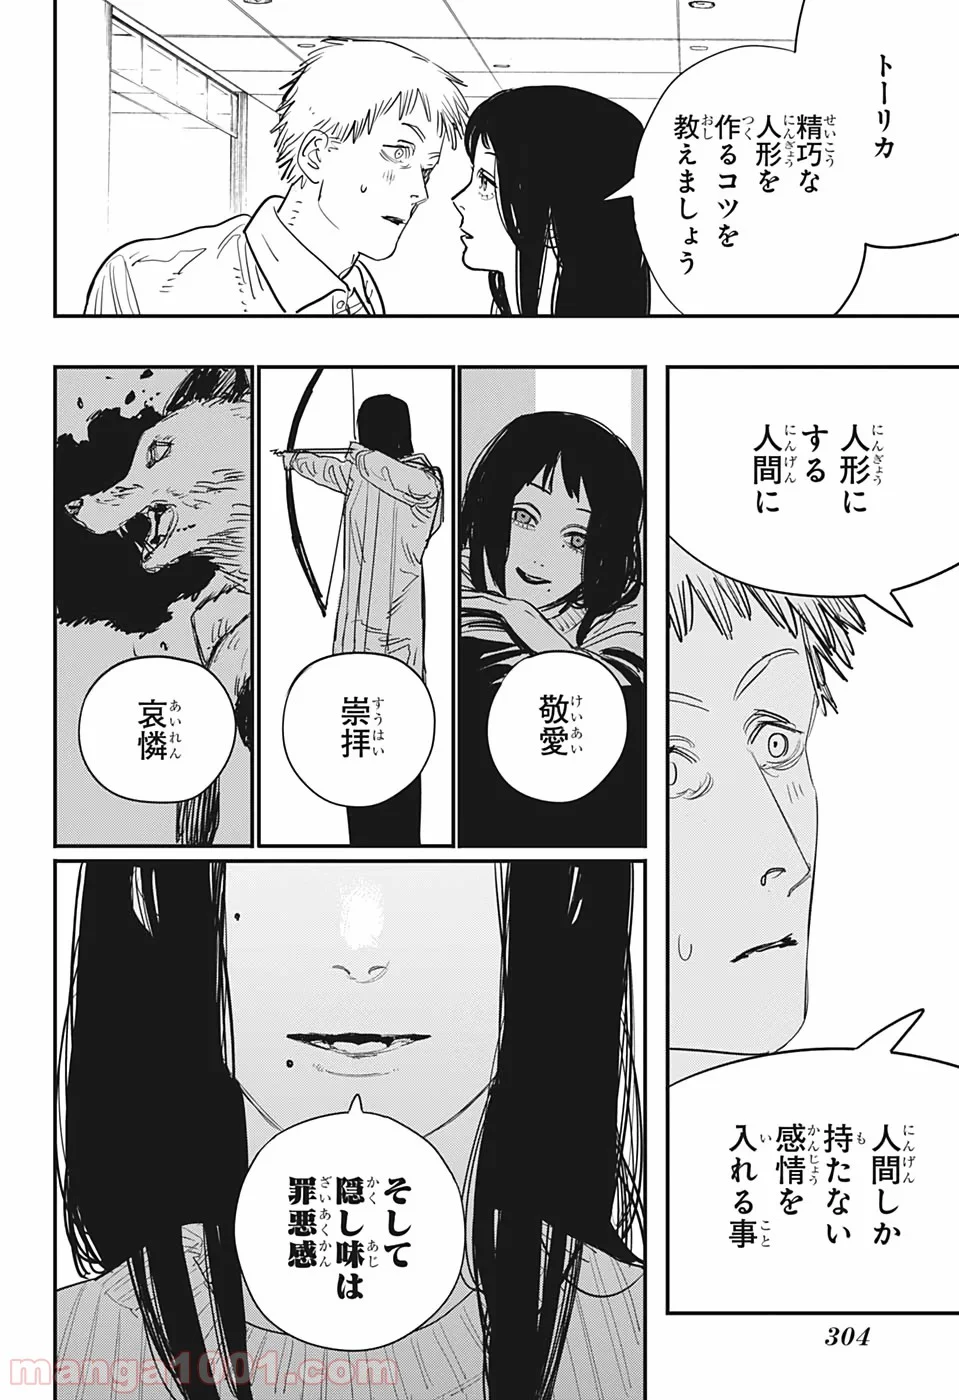 トーリカ
精巧な
人形を
作るコツを
教えましょう
人形に
する
人間に
人間しか
持たない
感情を
入れる事
敬愛
崇拝
哀憐
そして
隠し味は
罪悪感
304
manga1001.com